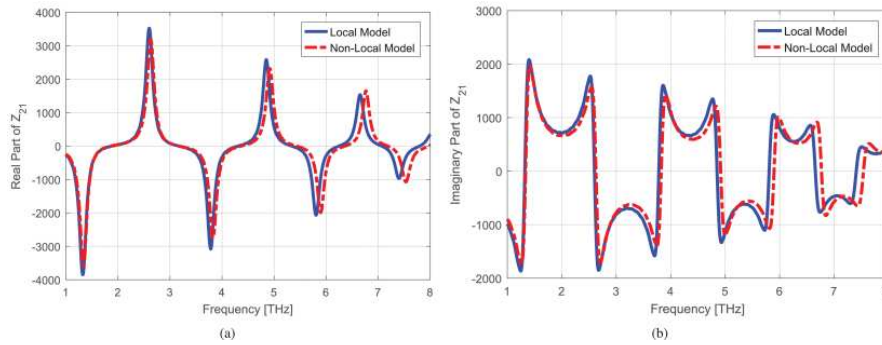 4000
3000
2000
1000
0
-1000
-2000
-3000
-4000
Real Part of Z21
Local Model
Non-Local Model
1 2 3 4 5 6 7 8
Frequency [THz]
(a)
3000
2000
1000
0
-1000
-2000
Imaginary Part of Z21
Local Model
Non-Local Model
1 2 3 4 5 6 7
Frequency [THz]
(b)